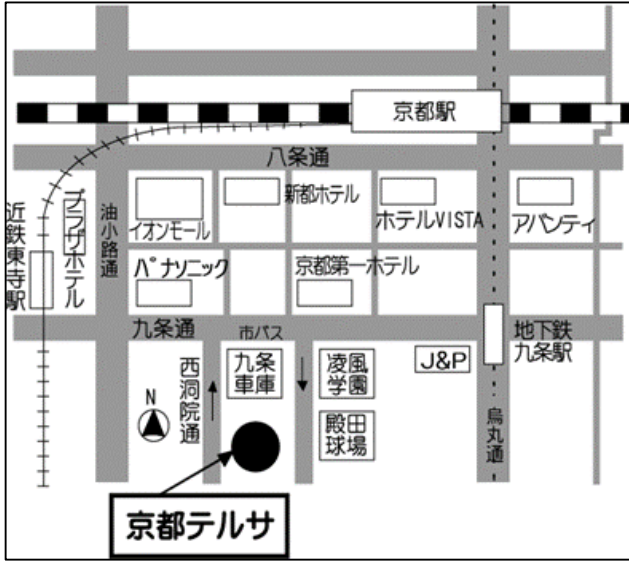 京都駅
八条通
新都ホテル
イオンモール
ホテルVISTA
アバンティ
油小路通
プラザホテル
近鉄東寺駅
パナソニック
京都第一ホテル
九条通
市バス
九条
車庫
凌風
学園
J&P
地下鉄
九条駅
西洞院通
N
殿田
球場
烏丸通
京都テルサ